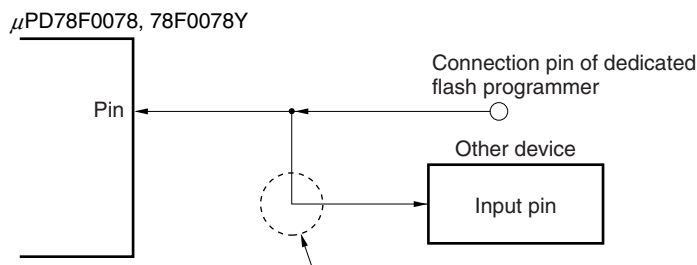 μPD78F0078, 78F0078Y
Connection pin of dedicated
flash programmer
Pin
Other device
Input pin